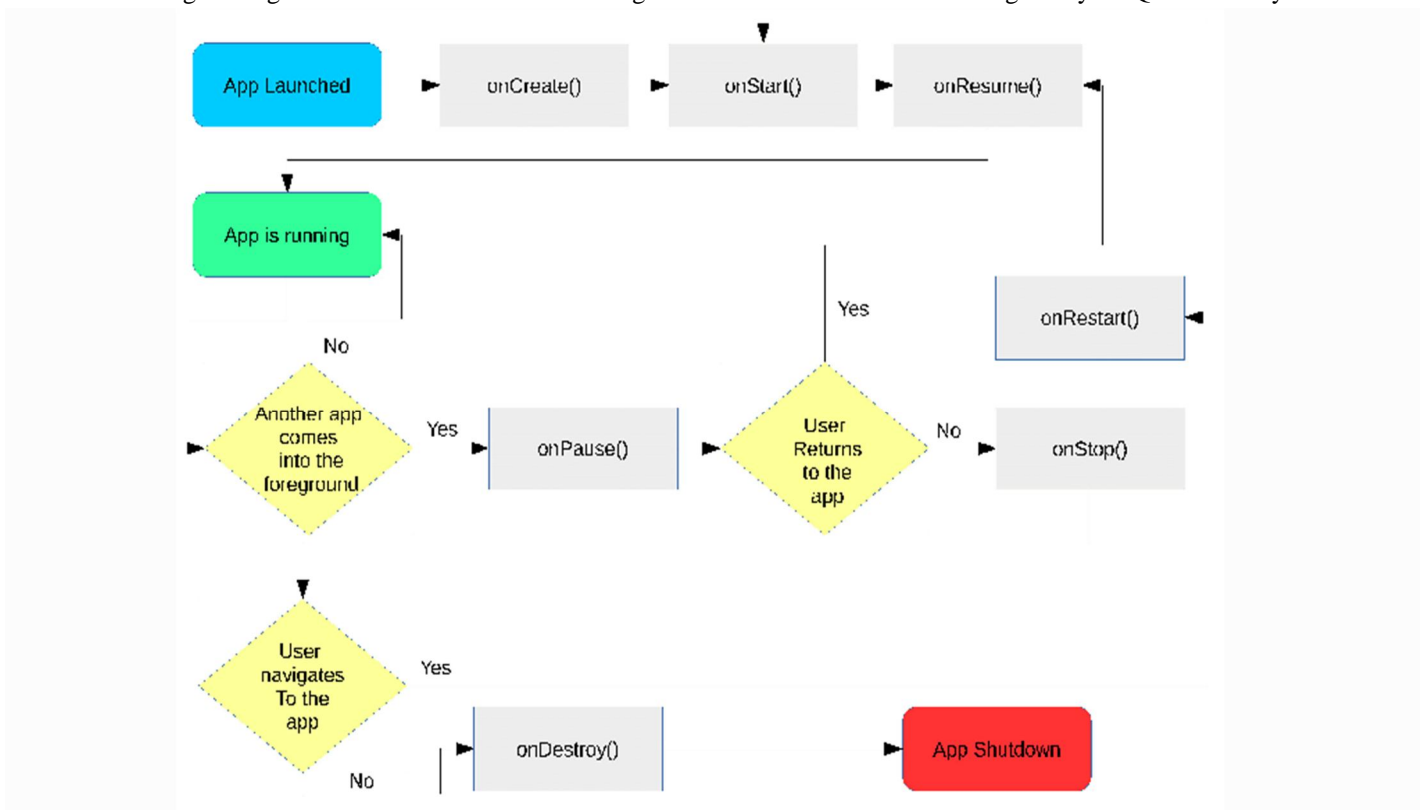 App Launched
onCreate()
onStart()
onResume()
App is running
Yes
onRestart()
No
Another app
comes
into the
foreground
Yes
onPause()
User
Returns
to the
app
No
onStop()
User
navigates
To the
app
Yes
No
onDestroy()
App Shutdown